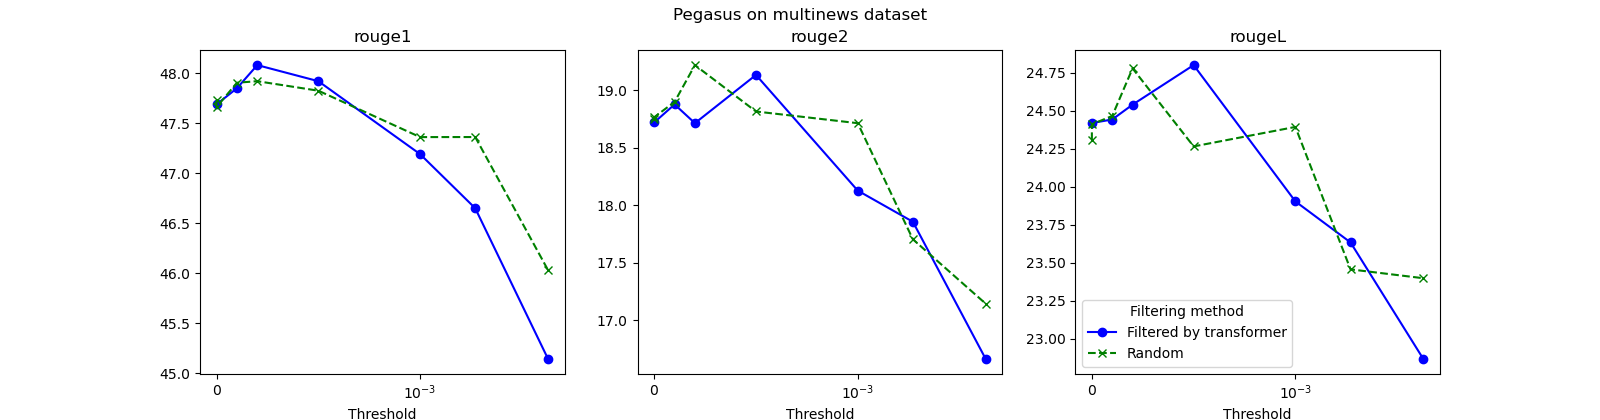 Pegasus on multinews dataset
rouge1
48.0
47.5
47.0
46.5
46.0
45.5
45.0
0
10⁻³
Threshold
rouge2
19.0
18.5
18.0
17.5
17.0
0
10⁻³
Threshold
rougeL
24.75
24.50
24.25
24.00
23.75
23.50
23.25
23.00
Filtering method
Filtered by transformer
Random
0
10⁻³
Threshold